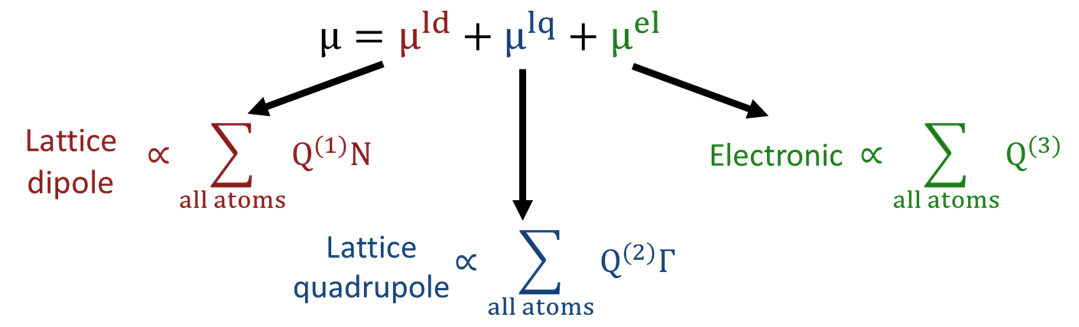 μ = μ^ld + μ^lq + μ^el
Lattice dipole ∝ ∑ all atoms Q^(1)N
Electronic ∝ ∑ all atoms Q^(3)
Lattice quadrupole ∝ ∑ all atoms Q^(2)Γ